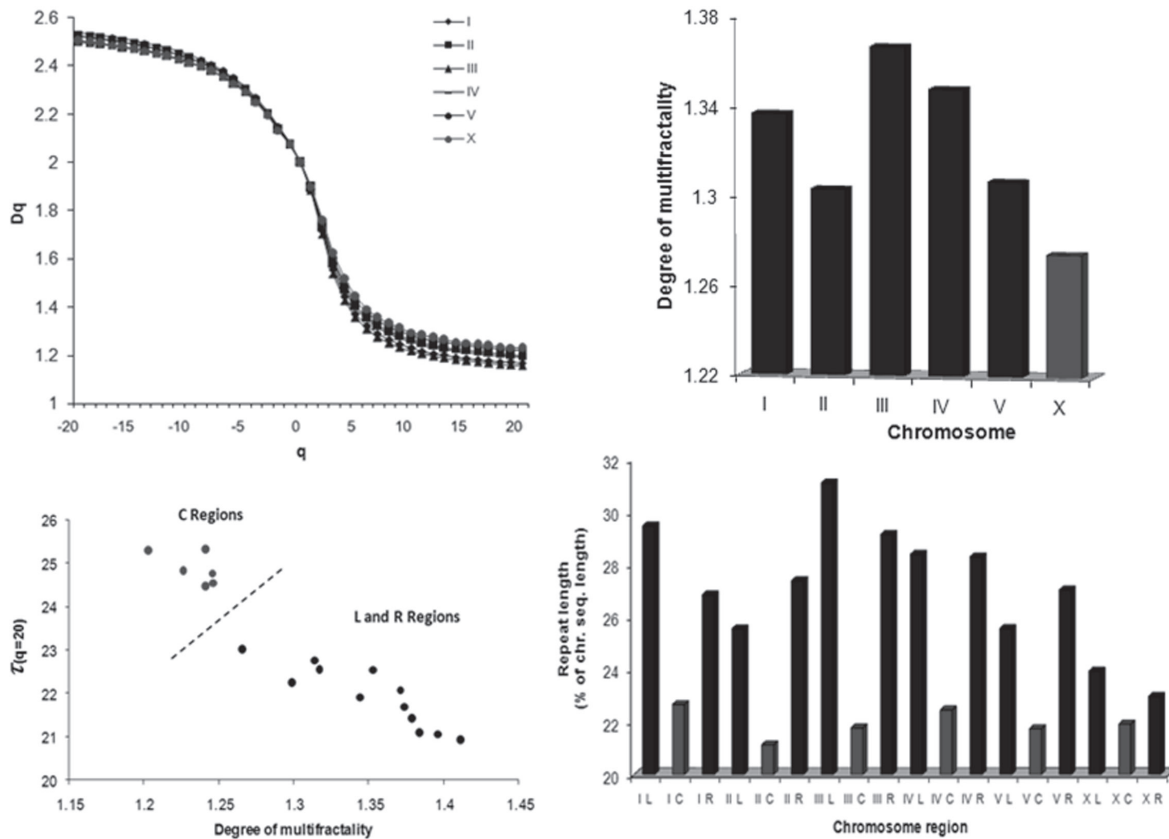 2.6
2.4
2.2
2
1.8
1.6
1.4
1.2
1
Dq
-20 -15 -10 -5 0 5 10 15 20
q
I
II
III
IV
V
X
1.38
1.34
1.3
1.26
1.22
Degree of multifractality
I II III IV V X
Chromosome
26
25
24
23
22
21
20
τ(q=20)
C Regions
L and R Regions
1.15 1.2 1.25 1.3 1.35 1.4 1.45
Degree of multifractality
32
30
28
26
24
22
20
Repeat length
(% of chr. seq. length)
I L I C I R II L II C II R III L III C III R IV L IV C IV R V L V C V R X L X C X R
Chromosome region